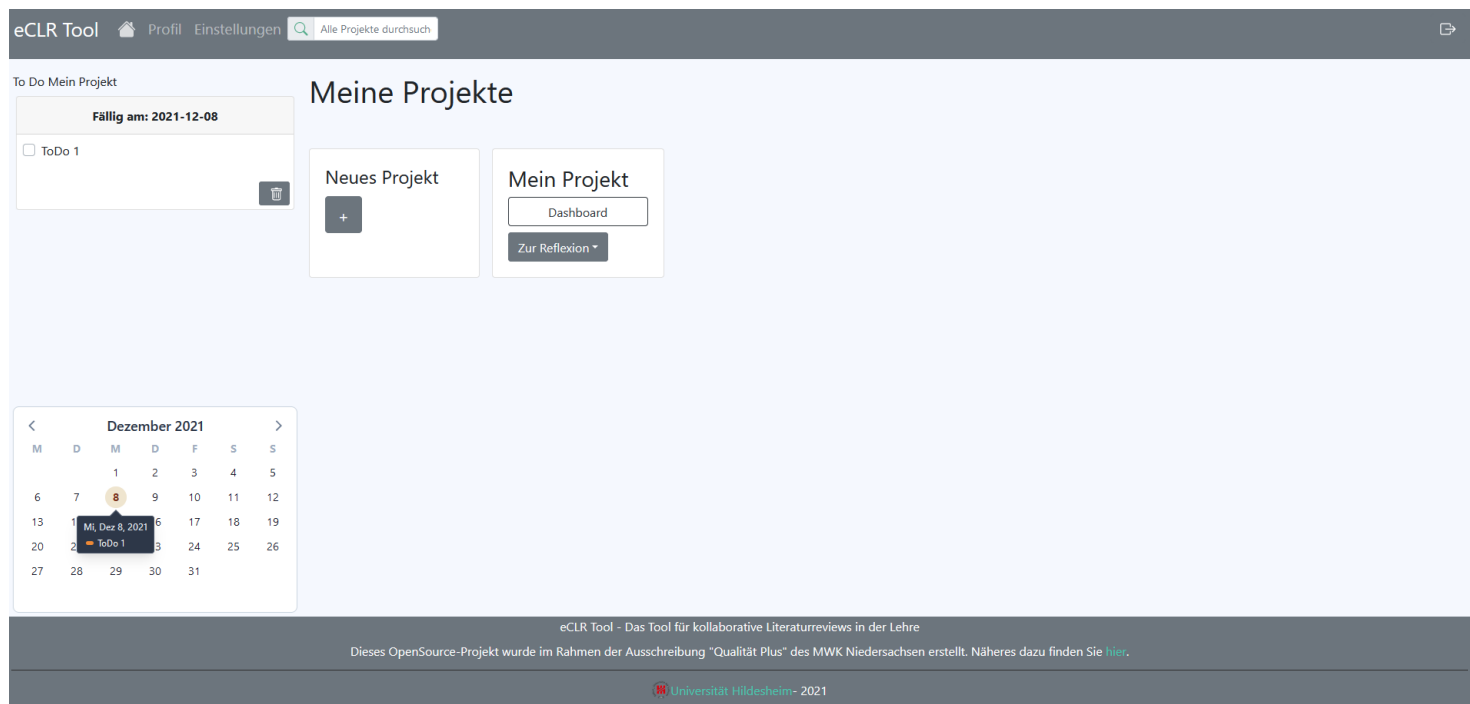 eCLR Tool Profil Einstellungen Alle Projekte durchsuch
To Do Mein Projekt
Fällig am: 2021-12-08
ToDo 1
Meine Projekte
Neues Projekt
+
Mein Projekt
Dashboard
Zur Reflexion
Dezember 2021
M D M D F S S
1 2 3 4 5
6 7 8 9 10 11 12
13 1 6 17 18 19
20 2 3 24 25 26
27 28 29 30 31
Mi, Dez 8, 2021
ToDo 1
eCLR Tool - Das Tool für kollaborative Literaturreviews in der Lehre
Dieses OpenSource-Projekt wurde im Rahmen der Ausschreibung "Qualität Plus" des MWK Niedersachsen erstellt. Näheres dazu finden Sie hier.
Universität Hildesheim- 2021